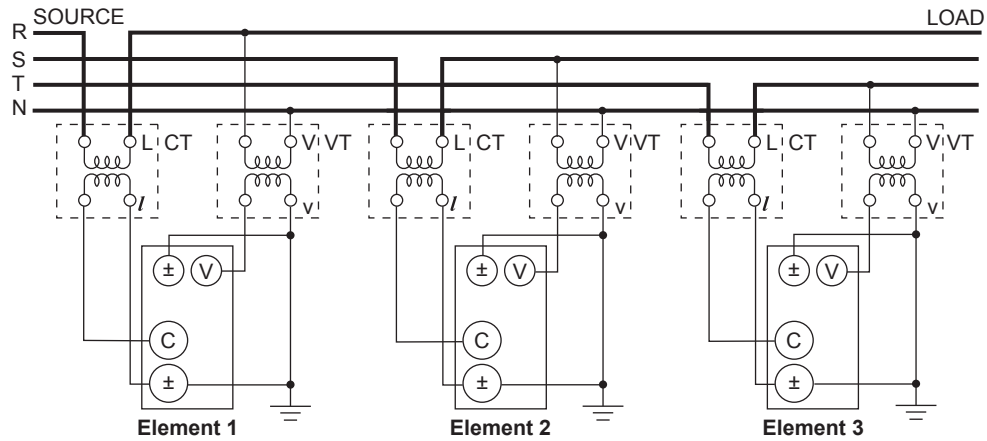 SOURCE LOAD
R
S
T
N
L CT V VT L CT V VT L CT V VT
l v l v l v
± V ± V ± V
C C C
± ± ±
Element 1 Element 2 Element 3